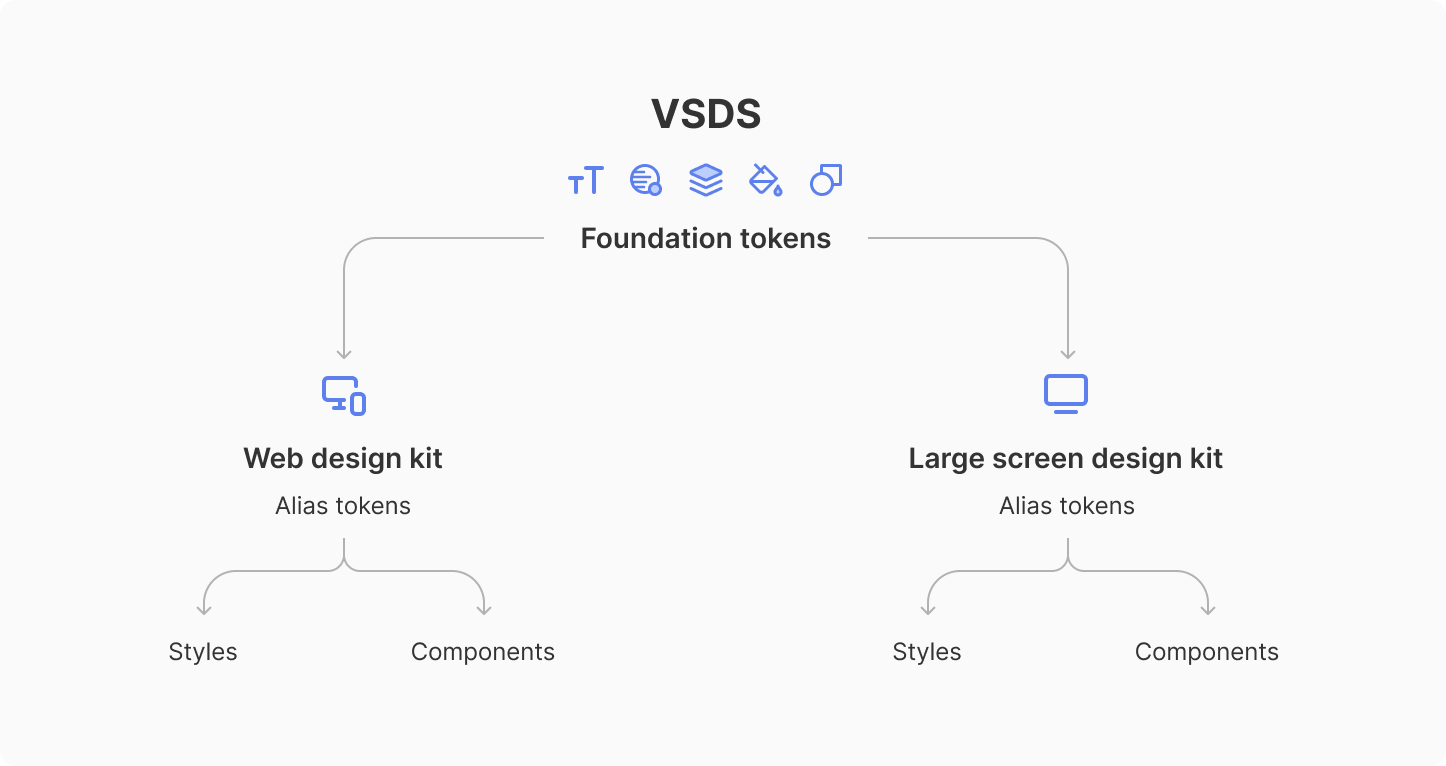 VSDS
Foundation tokens
Web design kit
Alias tokens
Styles
Components
Large screen design kit
Alias tokens
Styles
Components